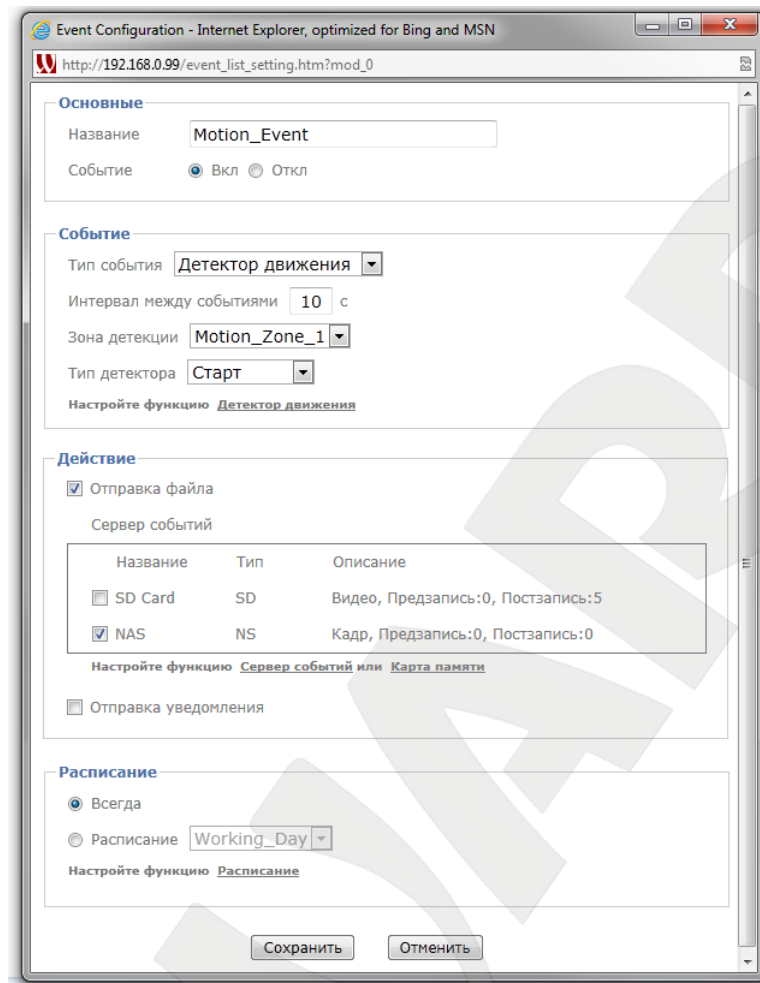 Event Configuration - Internet Explorer, optimized for Bing and MSN
http://192.168.0.99/event_list_setting.htm?mod_0
Основные
Название Motion_Event
Событие Вкл Откл
Событие
Тип события Детектор движения
Интервал между событиями 10 с
Зона детекции Motion_Zone_1
Тип детектора Старт
Настройте функцию Детектор движения
Действие
Отправка файла
Сервер событий
Название Тип Описание
SD Card SD Видео, Предзапись:0, Постзапись:5
NAS NS Кадр, Предзапись:0, Постзапись:0
Настройте функцию Сервер событий или Карта памяти
Отправка уведомления
Расписание
Всегда
Расписание Working_Day
Настройте функцию Расписание
Сохранить Отменить